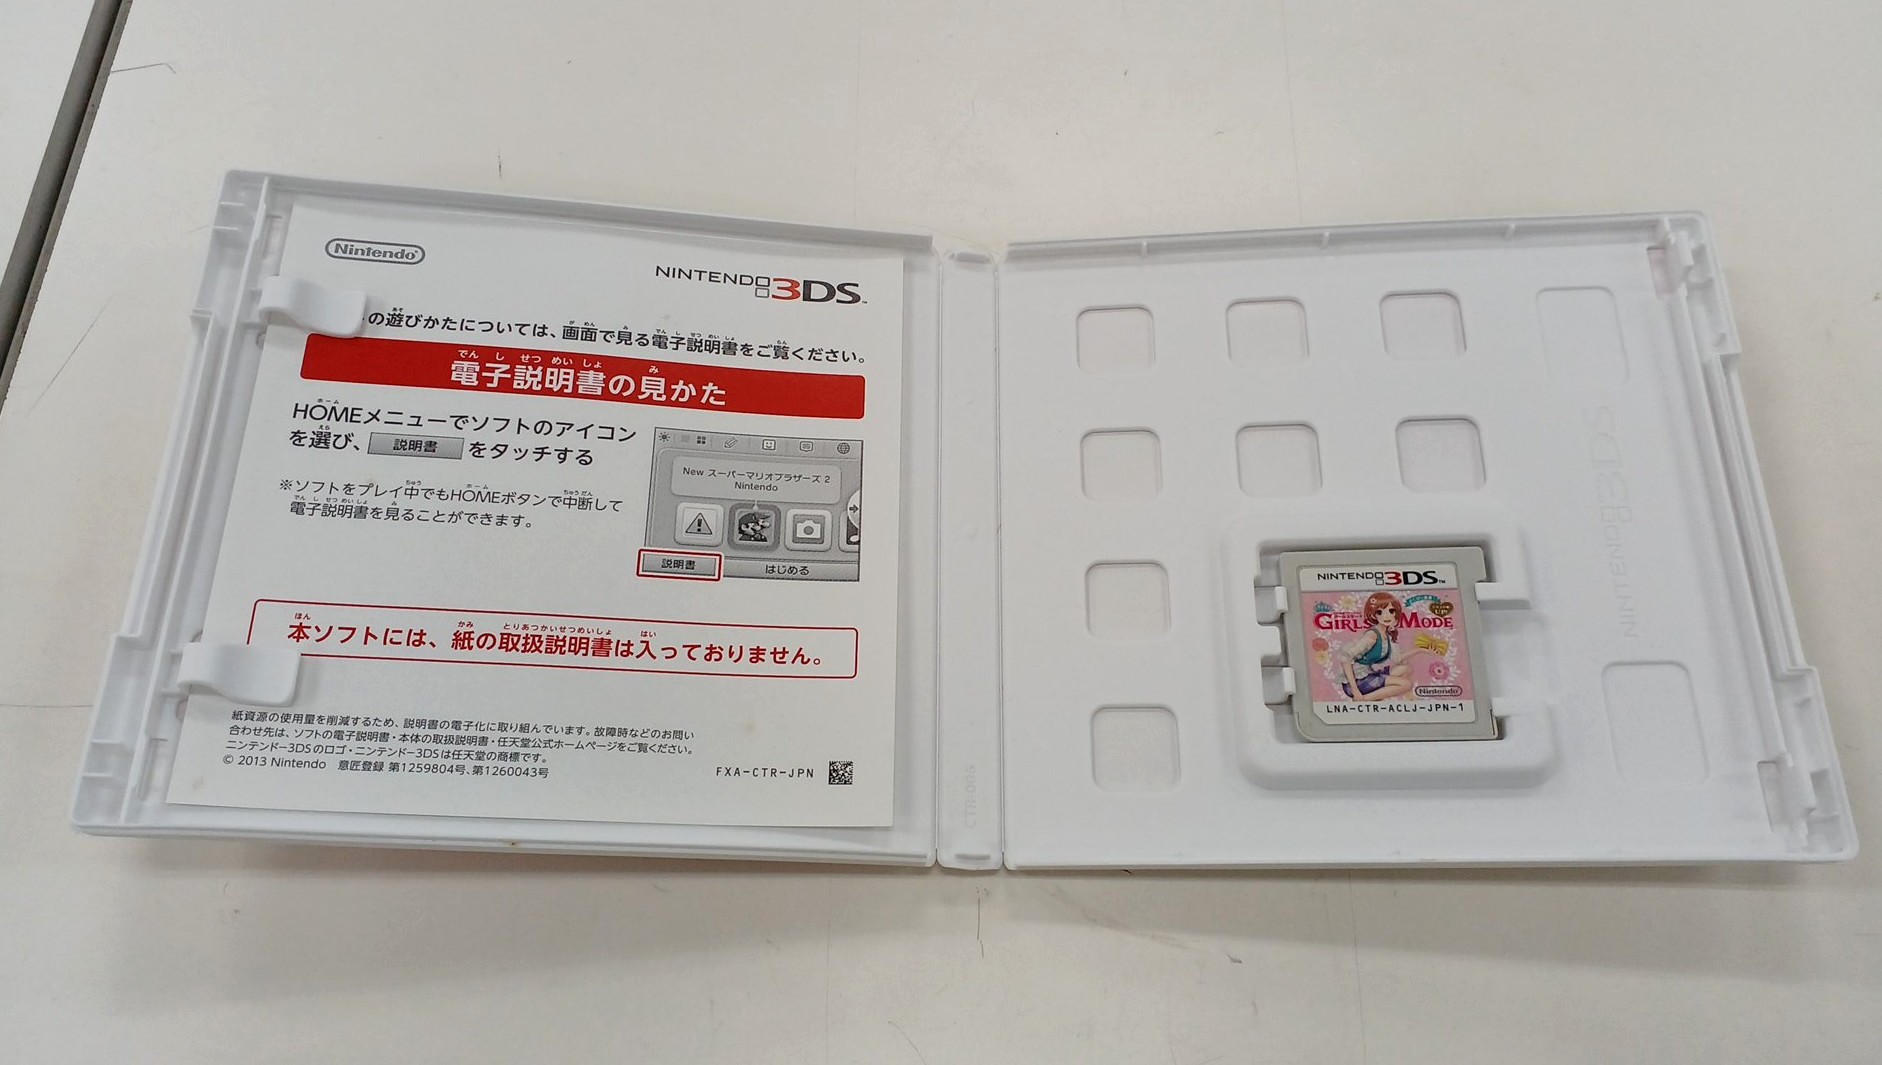 Nintendo
NINTENDO 3DS™
の遊びかたについては、画面で見る電子説明書をご覧ください。
電子説明書の見かた
HOMEメニューでソフトのアイコン
を選び、 説明書 をタッチする
※ソフトをプレイ中でもHOMEボタンで中断して
電子説明書を見ることができます。
New スーパーマリオブラザーズ 2
Nintendo
説明書
はじめる
本ソフトには、紙の取扱説明書は入っておりません。
紙資源の使用量を削減するため、説明書の電子化に取り組んでいます。故障時などのお問い
合わせ先は、ソフトの電子説明書・本体の取扱説明書・任天堂公式ホームページをご覧ください。
ニンテンドー3DSのロゴ・ニンテンドー3DSは任天堂の商標です。
© 2013 Nintendo 意匠登録 第1259804号、第1260043号
FXA-CTR-JPN
CTR-006
NINTENDO 3DS
NINTENDO 3DS™
GIRLS MODE
UP!
Nintendo
LNA-CTR-ACLJ-JPN-1